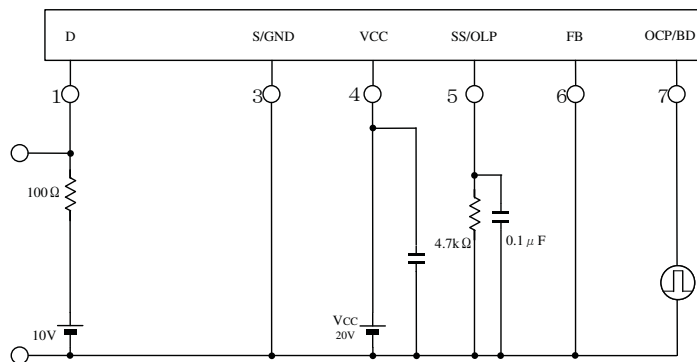 D S/GND VCC SS/OLP FB OCP/BD
1 3 4 5 6 7
100Ω
4.7kΩ 0.1μF
10V
VCC
20V